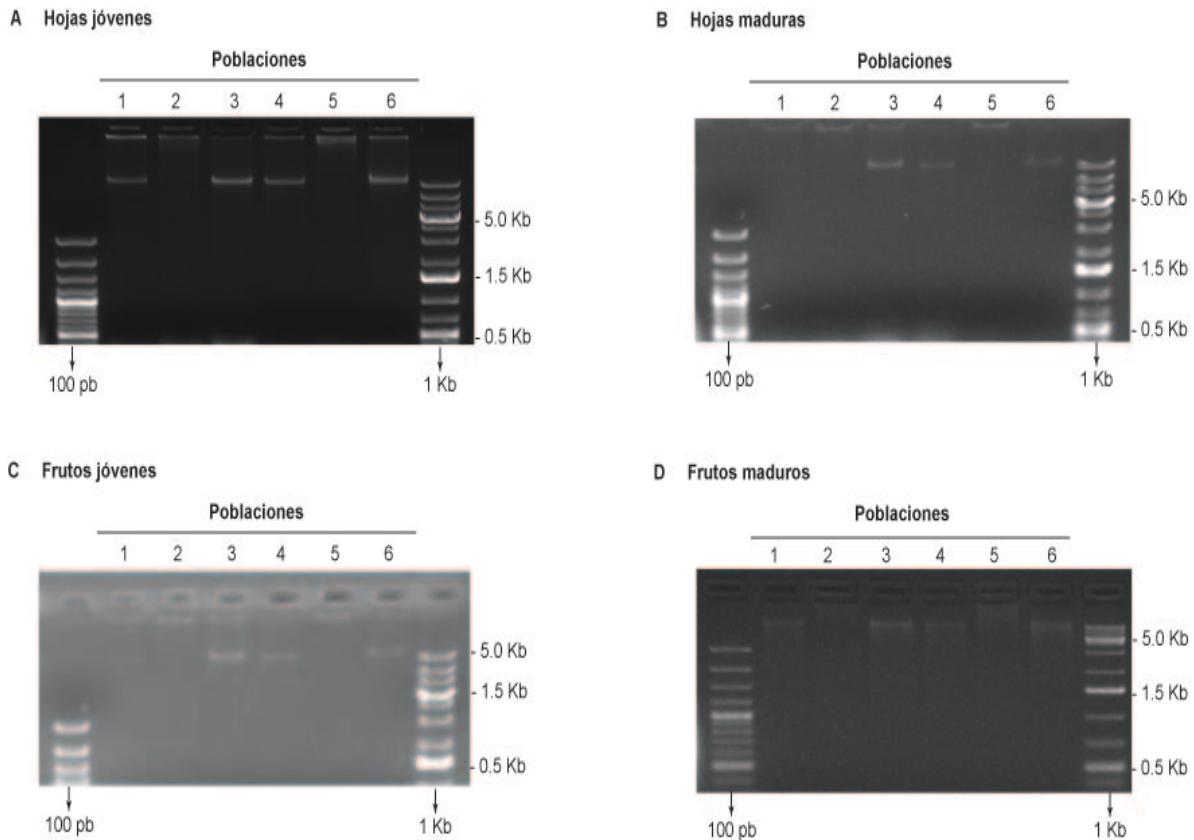 A Hojas jóvenes
Poblaciones
1 2 3 4 5 6
5.0 Kb
1.5 Kb
0.5 Kb
100 pb
1 Kb
B Hojas maduras
Poblaciones
1 2 3 4 5 6
5.0 Kb
1.5 Kb
0.5 Kb
100 pb
1 Kb
C Frutos jóvenes
Poblaciones
1 2 3 4 5 6
5.0 Kb
1.5 Kb
0.5 Kb
100 pb
1 Kb
D Frutos maduros
Poblaciones
1 2 3 4 5 6
5.0 Kb
1.5 Kb
0.5 Kb
100 pb
1 Kb